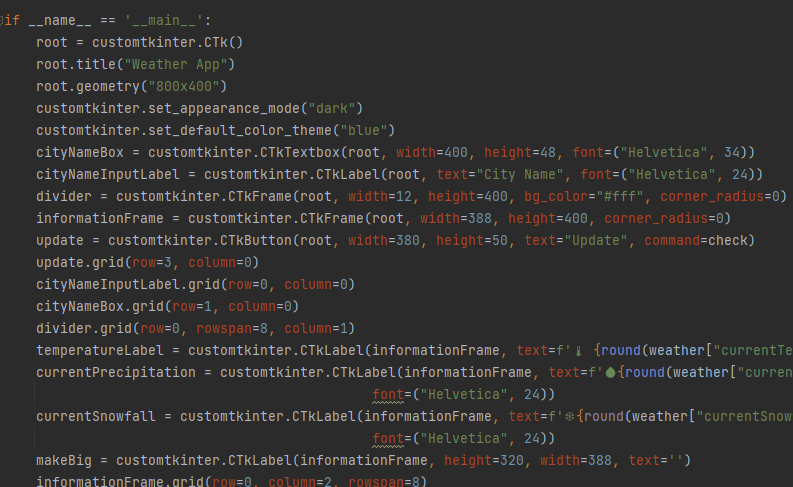 if __name__ == '__main__':
    root = customtkinter.CTk()
    root.title("Weather App")
    root.geometry("800x400")
    customtkinter.set_appearance_mode("dark")
    customtkinter.set_default_color_theme("blue")
    cityNameBox = customtkinter.CTkTextbox(root, width=400, height=48, font=("Helvetica", 34))
    cityNameInputLabel = customtkinter.CTkLabel(root, text="City Name", font=("Helvetica", 24))
    divider = customtkinter.CTkFrame(root, width=12, height=400, bg_color="#fff", corner_radius=0)
    informationFrame = customtkinter.CTkFrame(root, width=388, height=400, corner_radius=0)
    update = customtkinter.CTkButton(root, width=380, height=50, text="Update", command=check)
    update.grid(row=3, column=0)
    cityNameInputLabel.grid(row=0, column=0)
    cityNameBox.grid(row=1, column=0)
    divider.grid(row=0, rowspan=8, column=1)
    temperatureLabel = customtkinter.CTkLabel(informationFrame, text=f'🌡 {round(weather["currentTe
    currentPrecipitation = customtkinter.CTkLabel(informationFrame, text=f'💧{round(weather["curren
                                              font=("Helvetica", 24))
    currentSnowfall = customtkinter.CTkLabel(informationFrame, text=f'❄{round(weather["currentSnow
                                              font=("Helvetica", 24))
    makeBig = customtkinter.CTkLabel(informationFrame, height=320, width=388, text='')
    informationFrame.grid(row=0, column=2, rowspan=8)